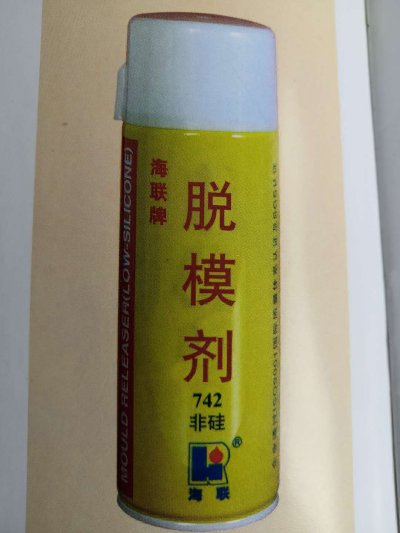 海联牌
脱模剂
742
非硅
®
海联
MOULD RELEASER(LOW-SILICONE)